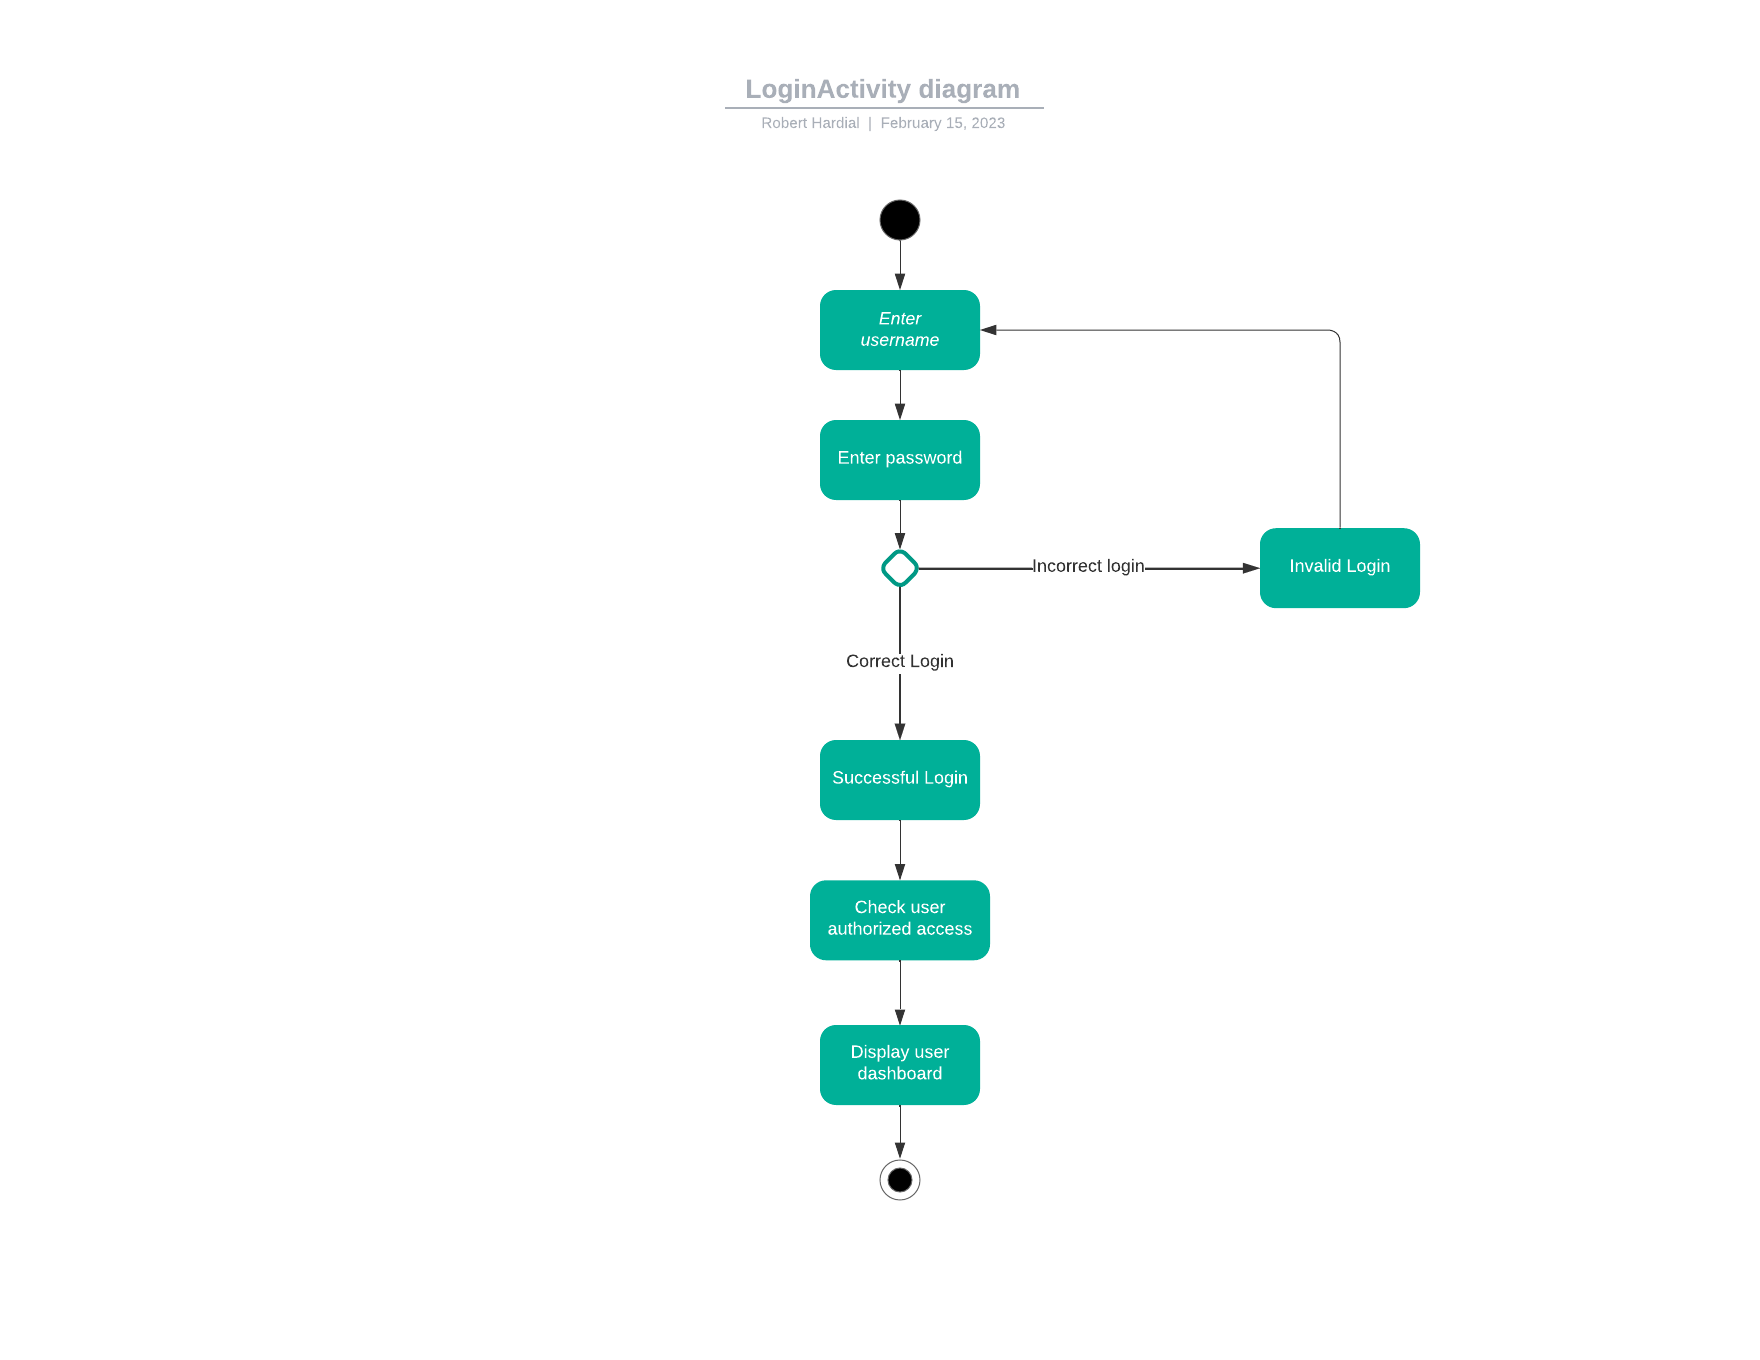 LoginActivity diagram
Robert Hardial | February 15, 2023
Enter
username
Enter password
Incorrect login
Invalid Login
Correct Login
Successful Login
Check user
authorized access
Display user
dashboard